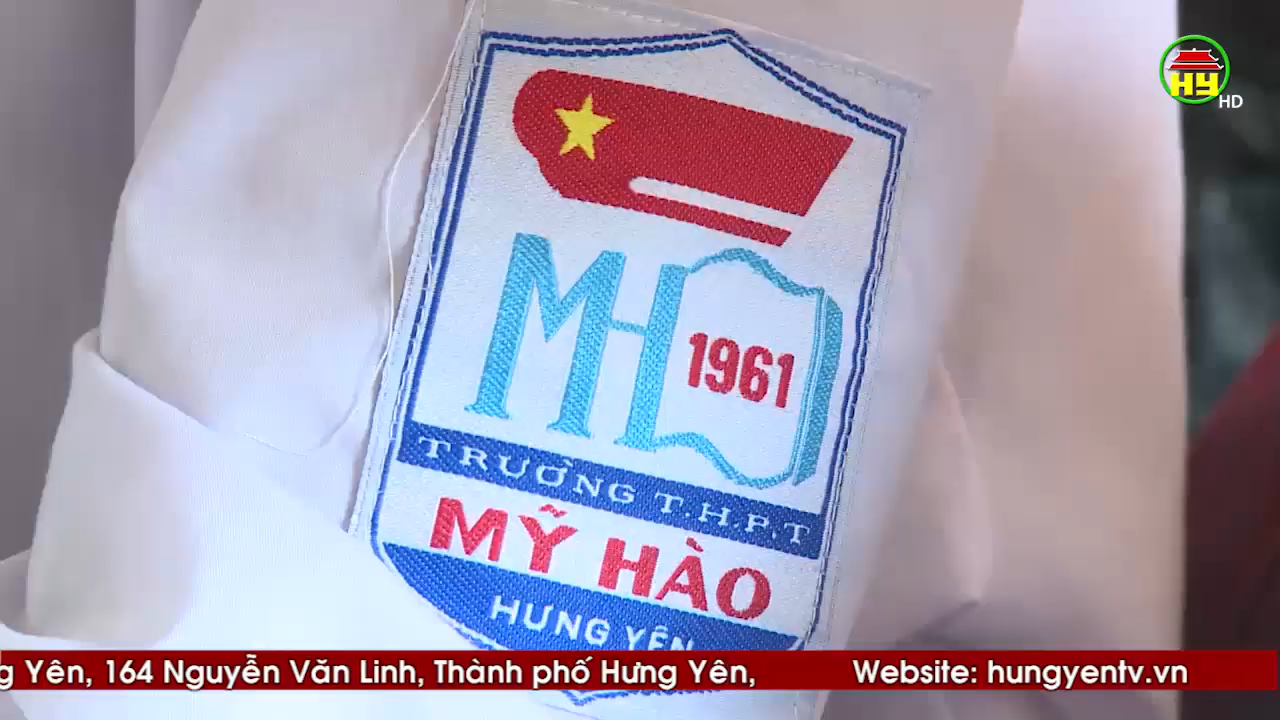 HY
HD
MH
1961
TRƯỜNG T.H.P.T
MỸ HÀO
HƯNG YÊN
g Yên, 164 Nguyễn Văn Linh, Thành phố Hưng Yên, Website: hungyentv.vn